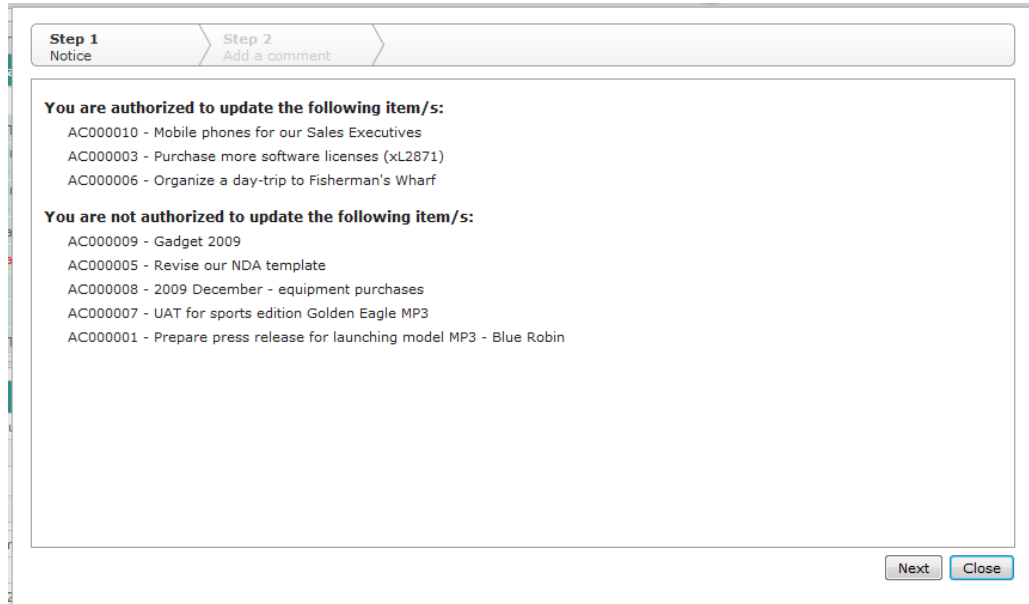 Step 1
Notice
Step 2
Add a comment
You are authorized to update the following item/s:
AC000010 - Mobile phones for our Sales Executives
AC000003 - Purchase more software licenses (xL2871)
AC000006 - Organize a day-trip to Fisherman's Wharf
You are not authorized to update the following item/s:
AC000009 - Gadget 2009
AC000005 - Revise our NDA template
AC000008 - 2009 December - equipment purchases
AC000007 - UAT for sports edition Golden Eagle MP3
AC000001 - Prepare press release for launching model MP3 - Blue Robin
Next Close